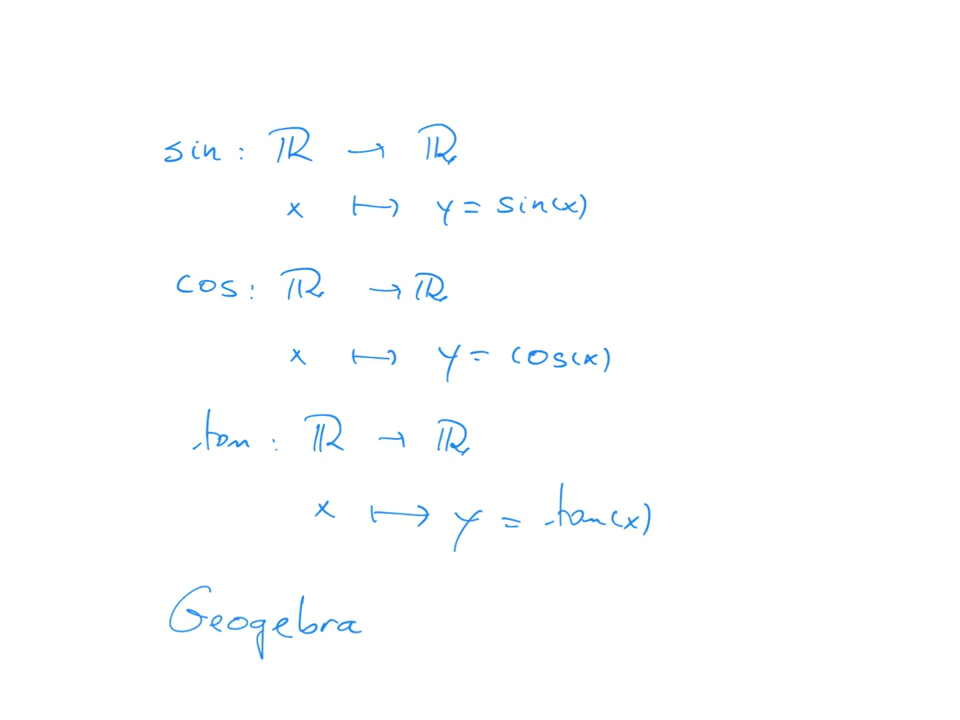 sin: ℝ → ℝ
x ↦ y = sin(x)
cos: ℝ → ℝ
x ↦ y = cos(x)
tan: ℝ → ℝ
x ↦ y = tan(x)
Geogebra